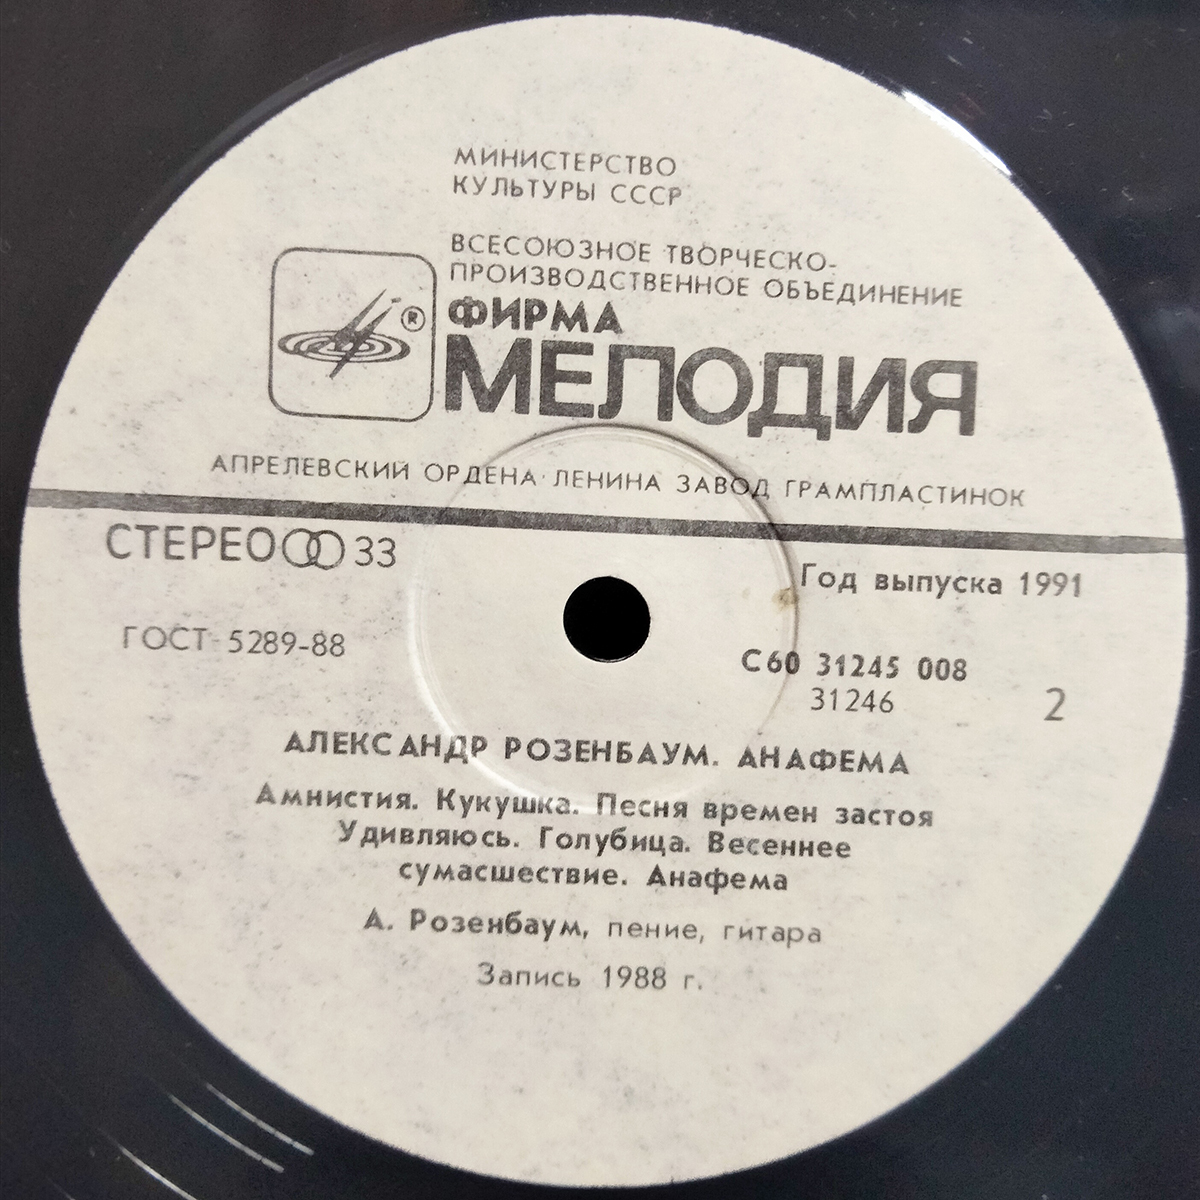 МИНИСТЕРСТВО
КУЛЬТУРЫ СССР
ВСЕСОЮЗНОЕ ТВОРЧЕСКО-
ПРОИЗВОДСТВЕННОЕ ОБЪЕДИНЕНИЕ
®
ФИРМА
МЕЛОДИЯ
АПРЕЛЕВСКИЙ ОРДЕНА ЛЕНИНА ЗАВОД ГРАМПЛАСТИНОК
СТЕРЕО 33
Год выпуска 1991
ГОСТ 5289-88
С60 31245 008
31246
2
АЛЕКСАНДР РОЗЕНБАУМ. АНАФЕМА
Амнистия. Кукушка. Песня времен застоя
Удивляюсь. Голубица. Весеннее
сумасшествие. Анафема
А. Розенбаум, пение, гитара
Запись 1988 г.